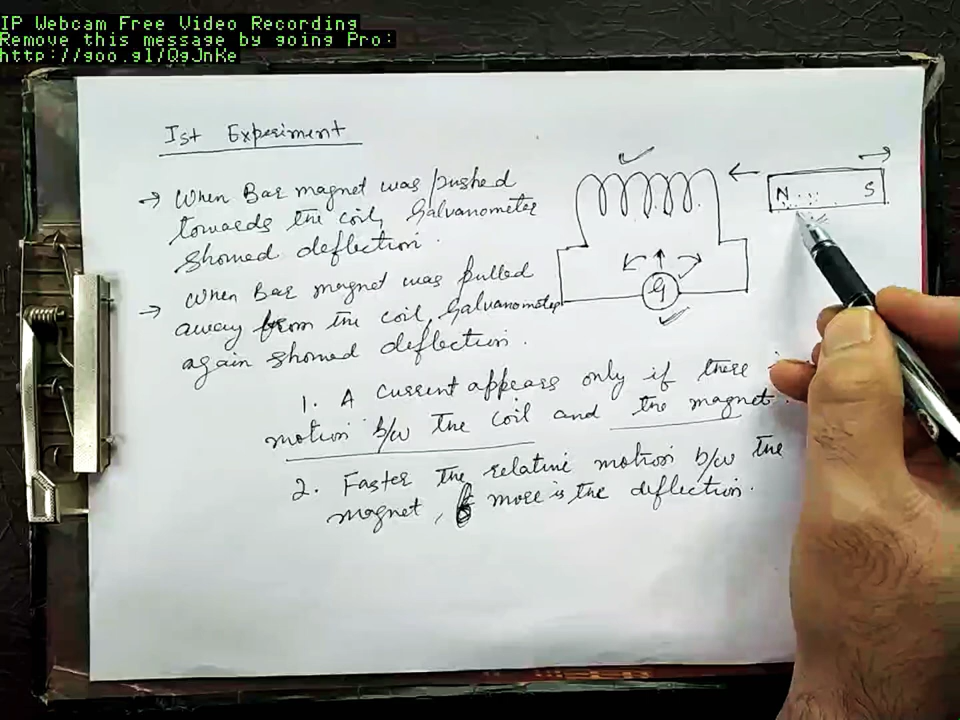 IP Webcam Free Video Recording
Remove this message by going Pro:
http://goo.gl/QgJnKe
Ist Experiment
→ When Bar magnet was pushed
towards the coil, Galvanometer
showed deflection.
→ When Bar magnet was pulled
away from the coil, Galvanometer
again showed deflection.
N S
G
1. A current appears only if there
motion b/w the coil and the magnet.
2. Faster the relative motion b/w the
magnet, more is the deflection.